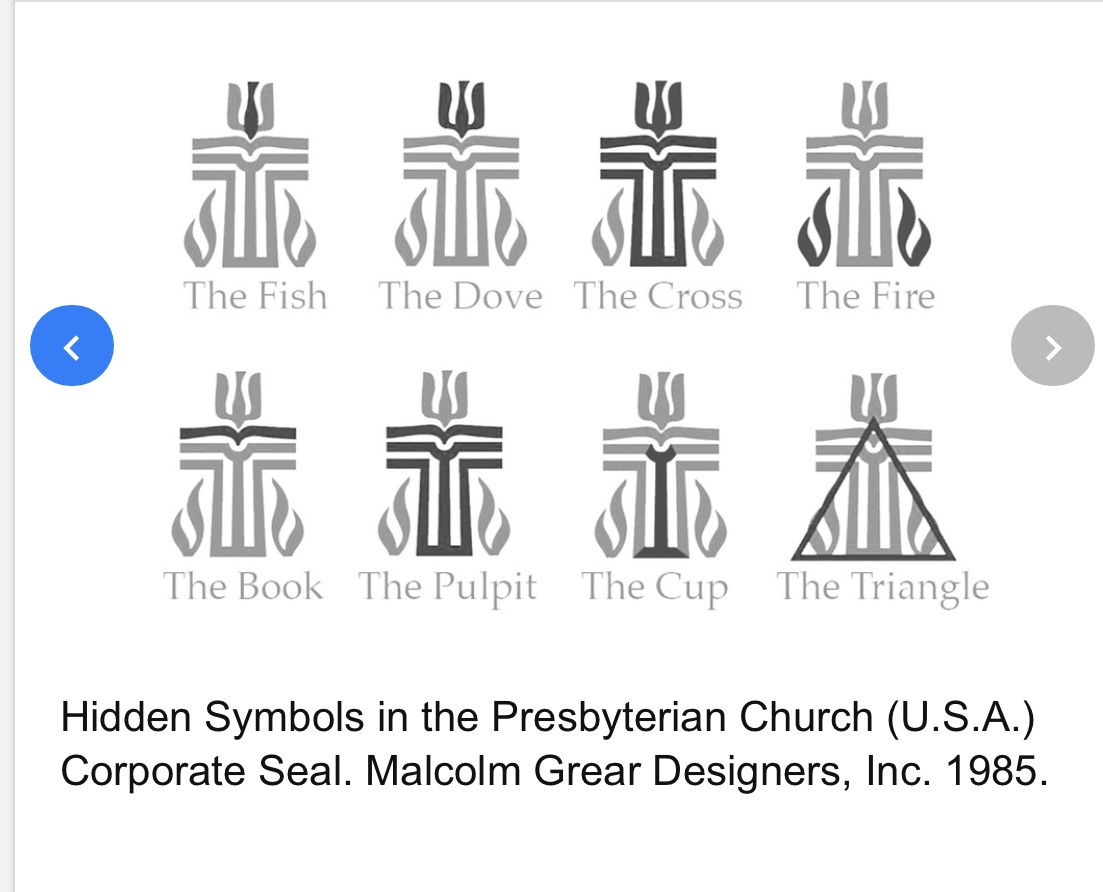 The Fish The Dove The Cross The Fire
The Book The Pulpit The Cup The Triangle
Hidden Symbols in the Presbyterian Church (U.S.A.)
Corporate Seal. Malcolm Grear Designers, Inc. 1985.